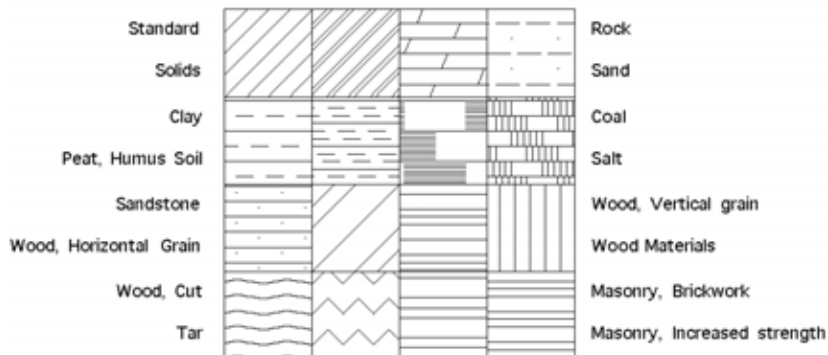 Standard
Rock
Solids
Sand
Clay
Coal
Peat, Humus Soil
Salt
Sandstone
Wood, Vertical grain
Wood, Horizontal Grain
Wood Materials
Wood, Cut
Masonry, Brickwork
Tar
Masonry, Increased strength